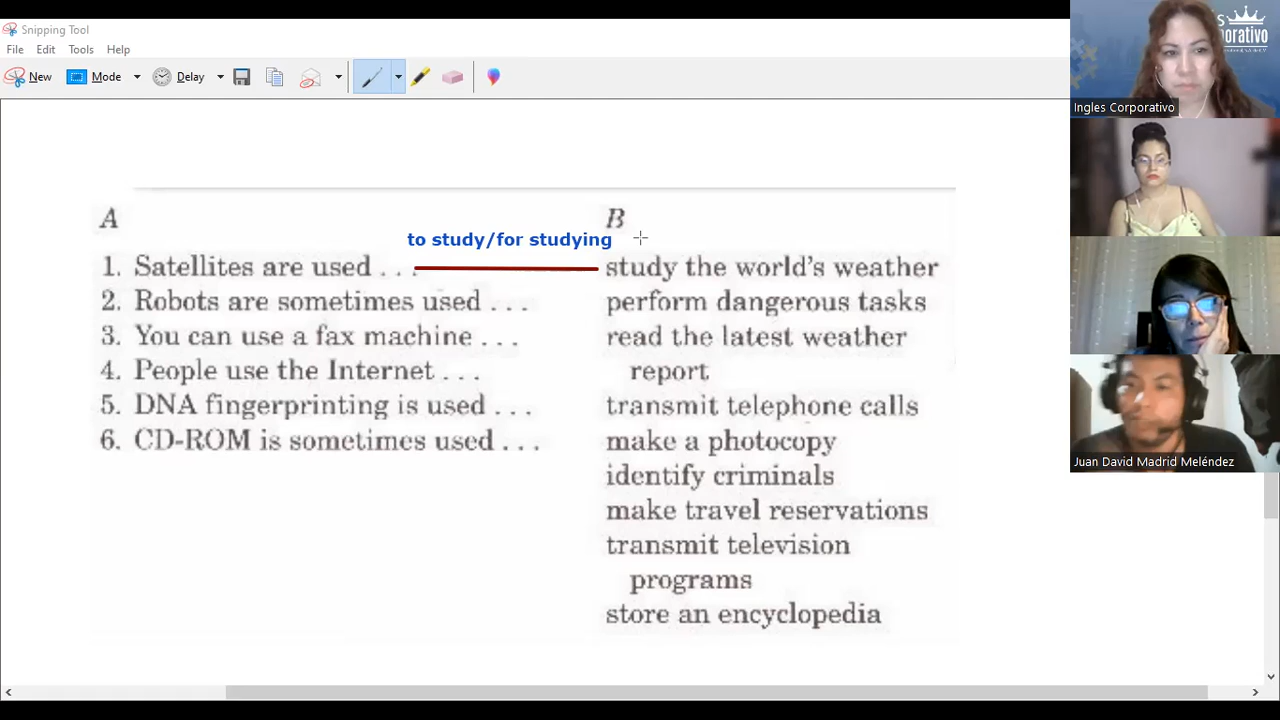 Snipping Tool
File Edit Tools Help
New Mode Delay
A B
to study/for studying
1. Satellites are used . . . study the world's weather
2. Robots are sometimes used . . . perform dangerous tasks
3. You can use a fax machine . . . read the latest weather
4. People use the Internet . . . report
5. DNA fingerprinting is used . . . transmit telephone calls
6. CD-ROM is sometimes used . . . make a photocopy
identify criminals
make travel reservations
transmit television
programs
store an encyclopedia
Ingles Corporativo
Juan David Madrid Meléndez